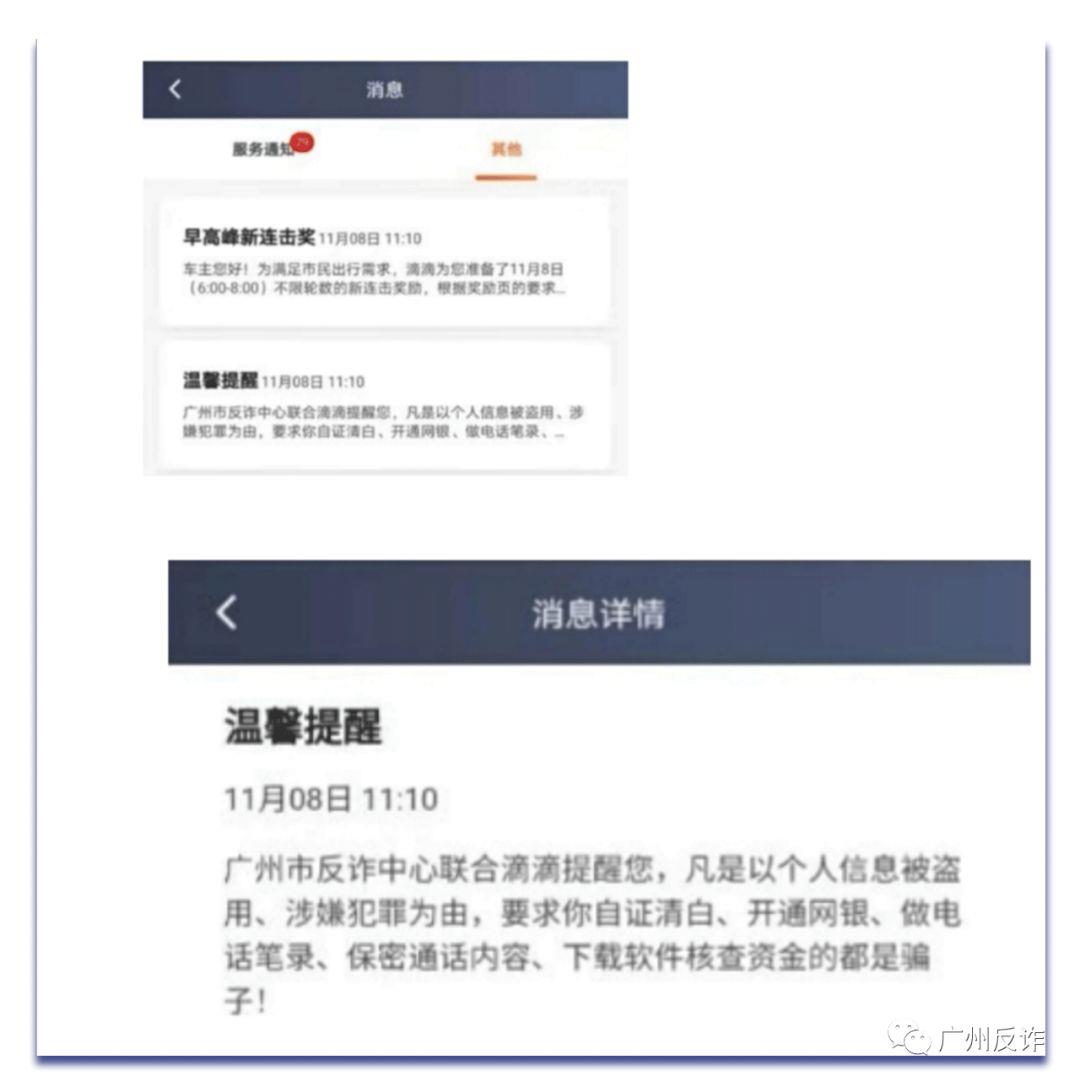 消息
服务通知 79
其他
早高峰新连击奖 11月08日 11:10
车主您好！为满足市民出行需求，滴滴为您准备了11月8日
（6:00-8:00）不限轮数的新连击奖励，根据奖励页的要求...
温馨提醒 11月08日 11:10
广州市反诈中心联合滴滴提醒您，凡是以个人信息被盗用、涉
嫌犯罪为由，要求你自证清白、开通网银、做电话笔录、...
消息详情
温馨提醒
11月08日 11:10
广州市反诈中心联合滴滴提醒您，凡是以个人信息被盗
用、涉嫌犯罪为由，要求你自证清白、开通网银、做电
话笔录、保密通话内容、下载软件核查资金的都是骗
子！
广州反诈